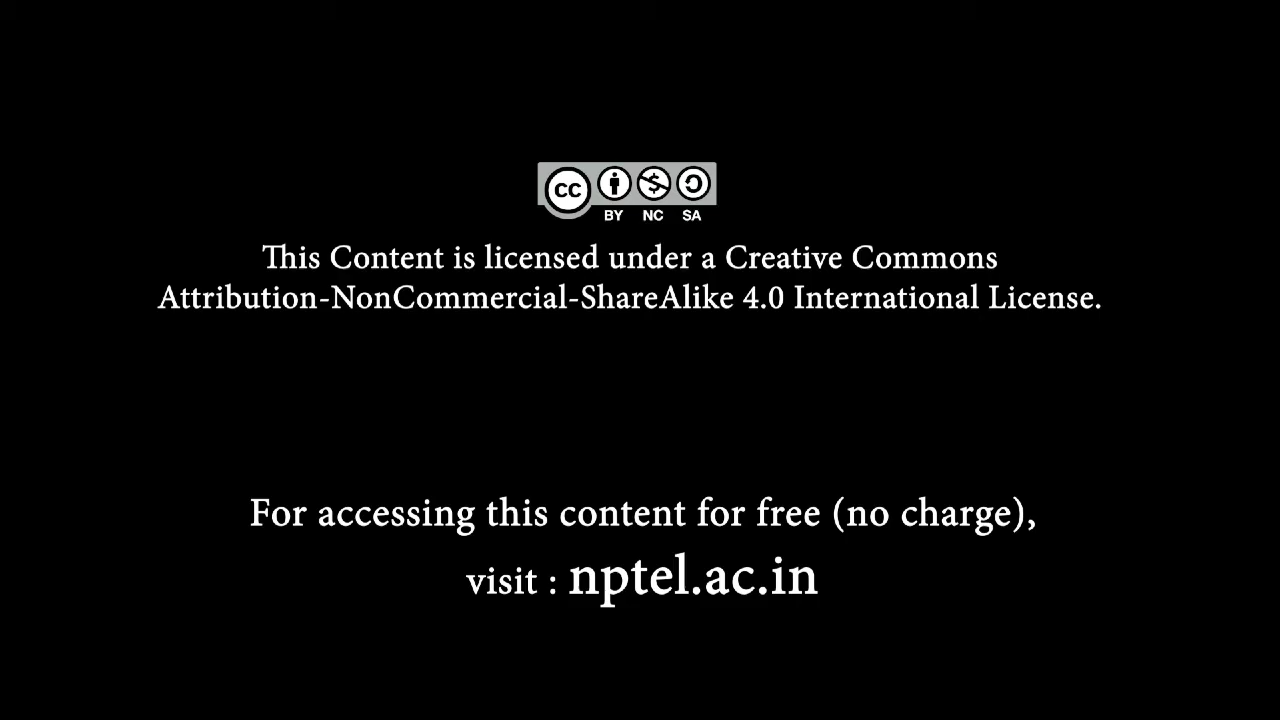 cc
BY NC SA
This Content is licensed under a Creative Commons
Attribution-NonCommercial-ShareAlike 4.0 International License.
For accessing this content for free (no charge),
visit : nptel.ac.in